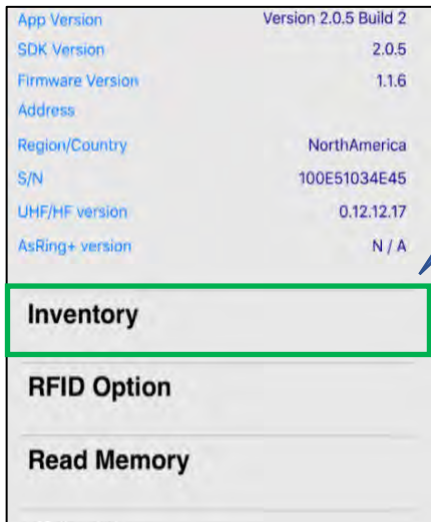 App Version Version 2.0.5 Build 2
SDK Version 2.0.5
Firmware Version 1.1.6
Address
Region/Country NorthAmerica
S/N 100E51034E45
UHF/HF version 0.12.12.17
AsRing+ version N / A
Inventory
RFID Option
Read Memory